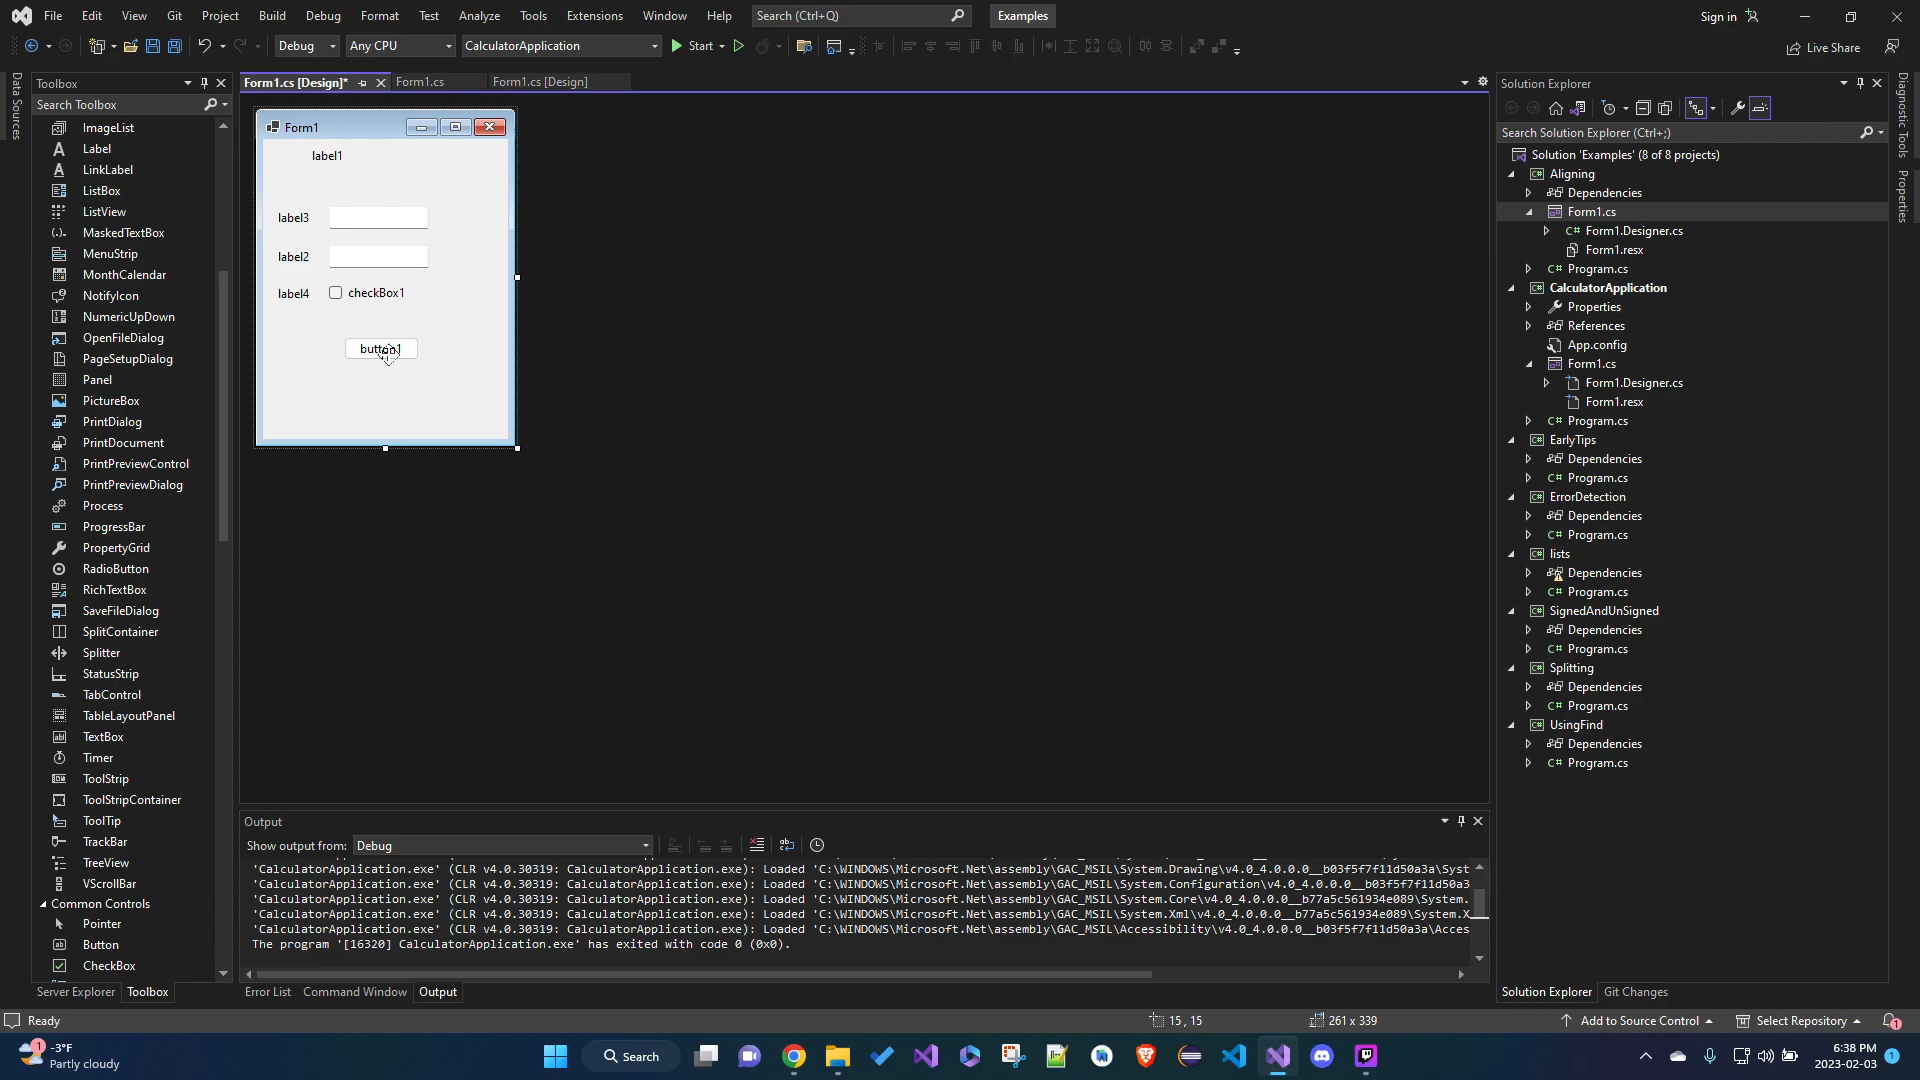 File Edit View Git Project Build Debug Format Test Analyze Tools Extensions Window Help Search (Ctrl+Q) Examples Sign in
Debug Any CPU CalculatorApplication Start Live Share
Data Sources
Toolbox
Search Toolbox
ImageList
Label
LinkLabel
ListBox
ListView
MaskedTextBox
MenuStrip
MonthCalendar
NotifyIcon
NumericUpDown
OpenFileDialog
PageSetupDialog
Panel
PictureBox
PrintDialog
PrintDocument
PrintPreviewControl
PrintPreviewDialog
Process
ProgressBar
PropertyGrid
RadioButton
RichTextBox
SaveFileDialog
SplitContainer
Splitter
StatusStrip
TabControl
TableLayoutPanel
TextBox
Timer
ToolStrip
ToolStripContainer
ToolTip
TrackBar
TreeView
VScrollBar
Common Controls
Pointer
Button
CheckBox
Server Explorer Toolbox
Form1.cs [Design]* Form1.cs Form1.cs [Design]
Form1
label1
label3
label2
label4 checkBox1
button1
Output
Show output from: Debug
'CalculatorApplication.exe' (CLR v4.0.30319: CalculatorApplication.exe): Loaded 'C:\WINDOWS\Microsoft.Net\assembly\GAC_MSIL\System.Drawing\v4.0_4.0.0.0__b03f5f7f11d50a3a\Syst
'CalculatorApplication.exe' (CLR v4.0.30319: CalculatorApplication.exe): Loaded 'C:\WINDOWS\Microsoft.Net\assembly\GAC_MSIL\System.Configuration\v4.0_4.0.0.0__b03f5f7f11d50a3
'CalculatorApplication.exe' (CLR v4.0.30319: CalculatorApplication.exe): Loaded 'C:\WINDOWS\Microsoft.Net\assembly\GAC_MSIL\System.Core\v4.0_4.0.0.0__b77a5c561934e089\System.
'CalculatorApplication.exe' (CLR v4.0.30319: CalculatorApplication.exe): Loaded 'C:\WINDOWS\Microsoft.Net\assembly\GAC_MSIL\System.Xml\v4.0_4.0.0.0__b77a5c561934e089\System.X
'CalculatorApplication.exe' (CLR v4.0.30319: CalculatorApplication.exe): Loaded 'C:\WINDOWS\Microsoft.Net\assembly\GAC_MSIL\Accessibility\v4.0_4.0.0.0__b03f5f7f11d50a3a\Acces
The program '[16320] CalculatorApplication.exe' has exited with code 0 (0x0).
Error List Command Window Output
Solution Explorer
Search Solution Explorer (Ctrl+;)
Solution 'Examples' (8 of 8 projects)
Aligning
Dependencies
Form1.cs
Form1.Designer.cs
Form1.resx
Program.cs
CalculatorApplication
Properties
References
App.config
Form1.cs
Form1.Designer.cs
Form1.resx
Program.cs
EarlyTips
Dependencies
Program.cs
ErrorDetection
Dependencies
Program.cs
lists
Dependencies
Program.cs
SignedAndUnSigned
Dependencies
Program.cs
Splitting
Dependencies
Program.cs
UsingFind
Dependencies
Program.cs
Solution Explorer Git Changes
Diagnostic Tools
Properties
Ready 15 , 15 261 x 339 Add to Source Control Select Repository 1
1 -3°F
Partly cloudy
Search
6:38 PM
2023-02-03 1